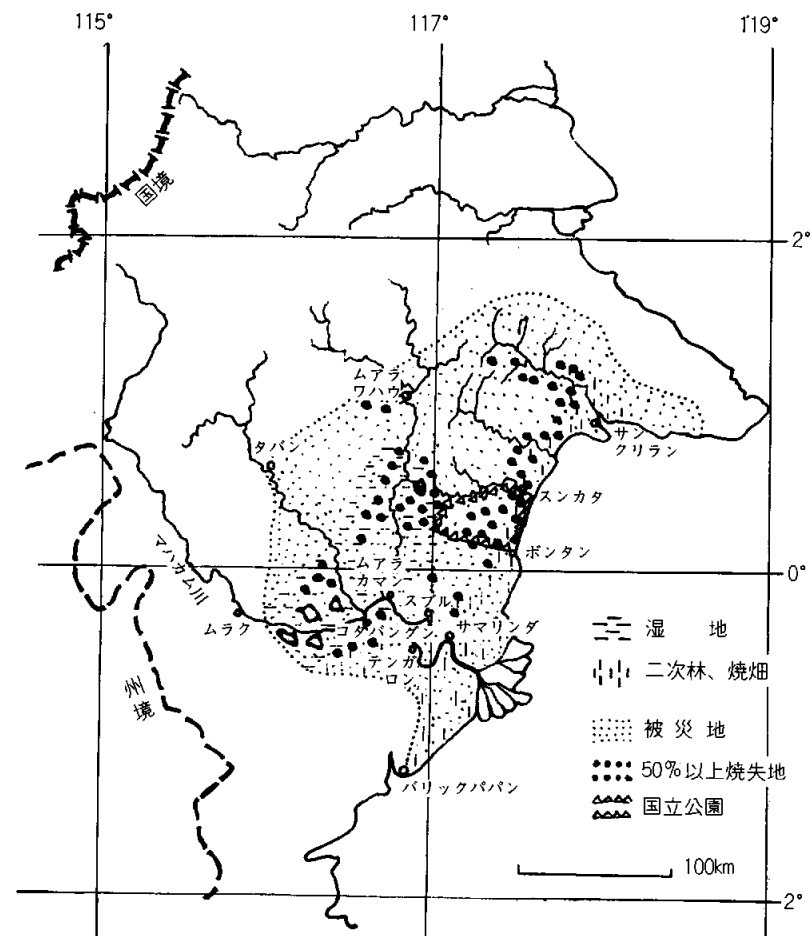 115°
117°
119°
国境
2°
ムアラ
ワハウ
タバン
サン
クリラン
スンカタ
ボンタン
マハカム川
ムアラ
カマン
0°
スブル
ムラク
コタバンダン
サマリンダ
テンガ
ロン
湿 地
二次林、焼畑
州境
被 災 地
50%以上焼失地
国立公園
バリックパパン
100km
2°